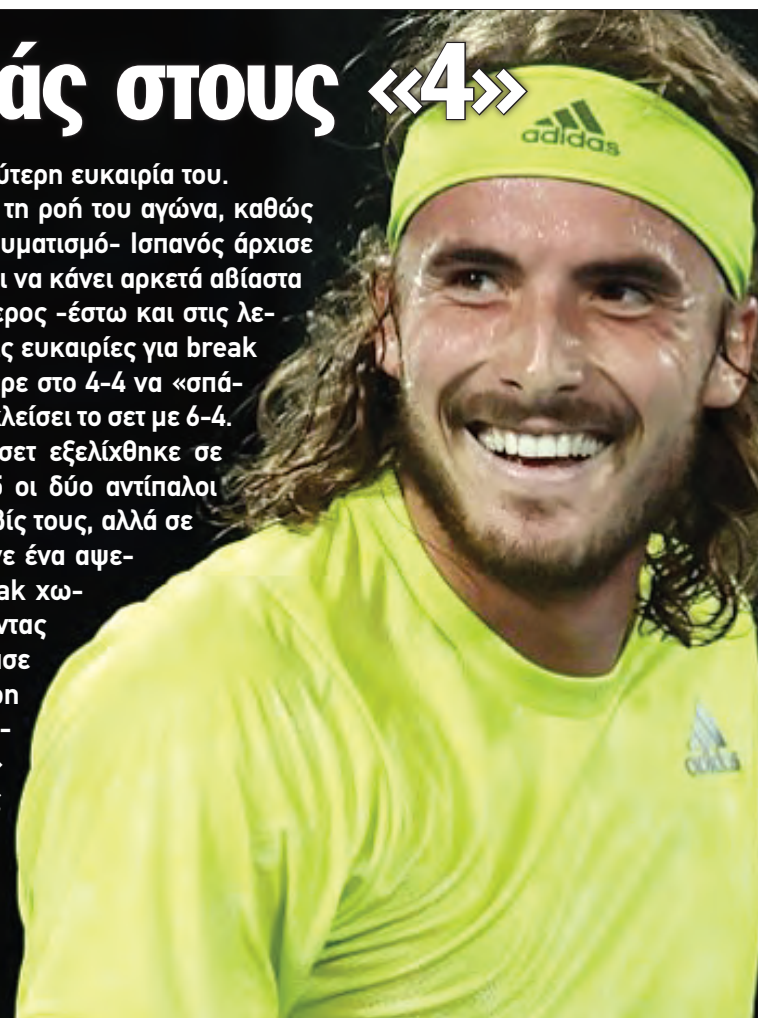 άς στους «4»
adidas
ύτερη ευκαιρία του.
τη ροή του αγώνα, καθώς
υματισμό- Ισπανός άρχισε
ι να κάνει αρκετά αβίαστα
ερος -έστω και στις λε-
ς ευκαιρίες για break
ρε στο 4-4 να «σπά-
λείσει το σετ με 6-4.
σετ εξελίχθηκε σε
οι δύο αντίπαλοι
βίς τους, αλλά σε
ε ένα αψε-
ak χω-
ντας
σε
ρη
-
adidas